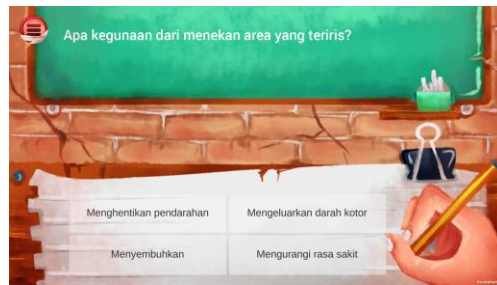 Apa kegunaan dari menekan area yang teriris?
Menghentikan pendarahan
Mengeluarkan darah kotor
Menyembuhkan
Mengurangi rasa sakit